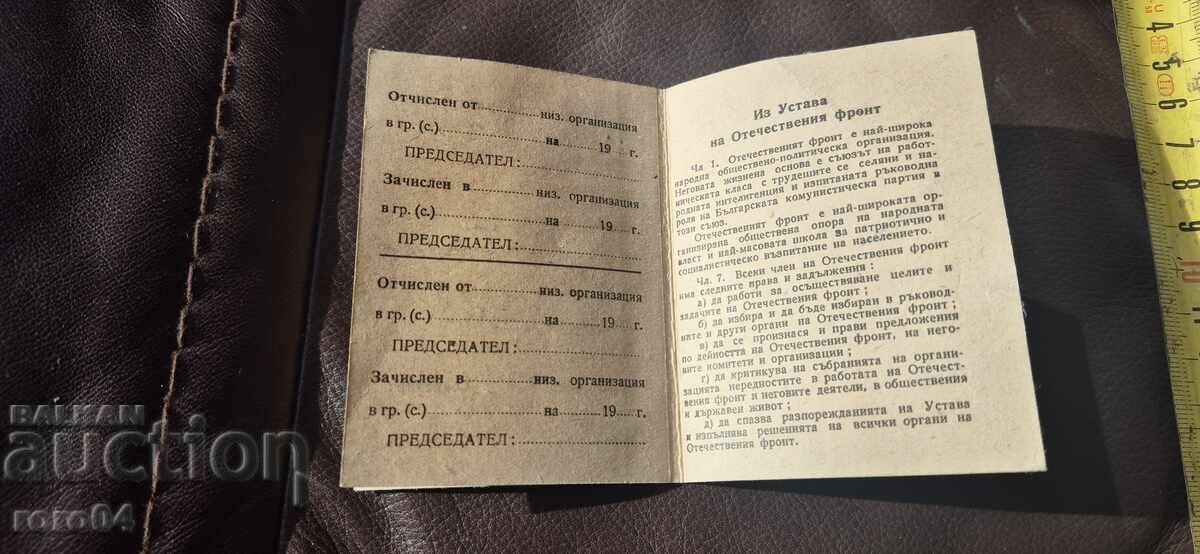 Отчислен от.............низ. организация
в гр. (с.)......................на...........19.....г.
ПРЕДСЕДАТЕЛ:................................
Зачислен в.............низ. организация
в гр. (с.)......................на...........19.....г.
ПРЕДСЕДАТЕЛ:................................
Отчислен от.............низ. организация
в гр. (с.)......................на...........19.....г.
ПРЕДСЕДАТЕЛ:................................
Зачислен в.............низ. организация
в гр. (с.)......................на...........19.....г.
ПРЕДСЕДАТЕЛ:................................
Из Устава
на Отечествения фронт
Чл. 1. Отечественият фронт е най-широка
народна обществено-политическа организация.
Неговата жизнена основа е съюзът на работ-
ническата класа с трудещите се селяни и на-
родната интелигенция и изпитаната ръководна
роля на Българската комунистическа партия в
този съюз.
Отечественият фронт е най-широката ор-
ганизирана обществена опора на народната
власт и най-масовата школа за патриотично и
социалистическо възпитание на населението.
Чл. 7. Всеки член на Отечествения фронт
има следните права и задължения:
а) да работи за осъществяване целите и
задачите на Отечествения фронт;
б) да избира и да бъде избиран в ръковод-
ните и други органи на Отечествения фронт;
в) да се произнася и прави предложения
по дейността на Отечествения фронт, на него-
вите комитети и организации;
г) да критикува на събранията на органи-
зацията нередностите в работата на Отечест-
вения фронт и неговите деятели, в обществения
и държавен живот;
д) да спазва разпорежданията на Устава
и изпълнява решенията на всички органи на
Отечествения фронт.
4
5
6
7
8
9
10
11
BALKAN
auction
roro04